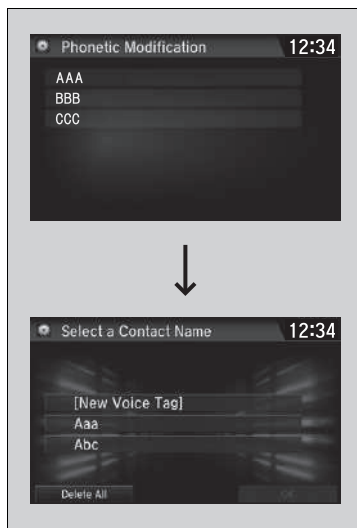 Phonetic Modification 12:34
AAA
BBB
CCC
Select a Contact Name 12:34
[New Voice Tag]
Aaa
Abc
Delete All